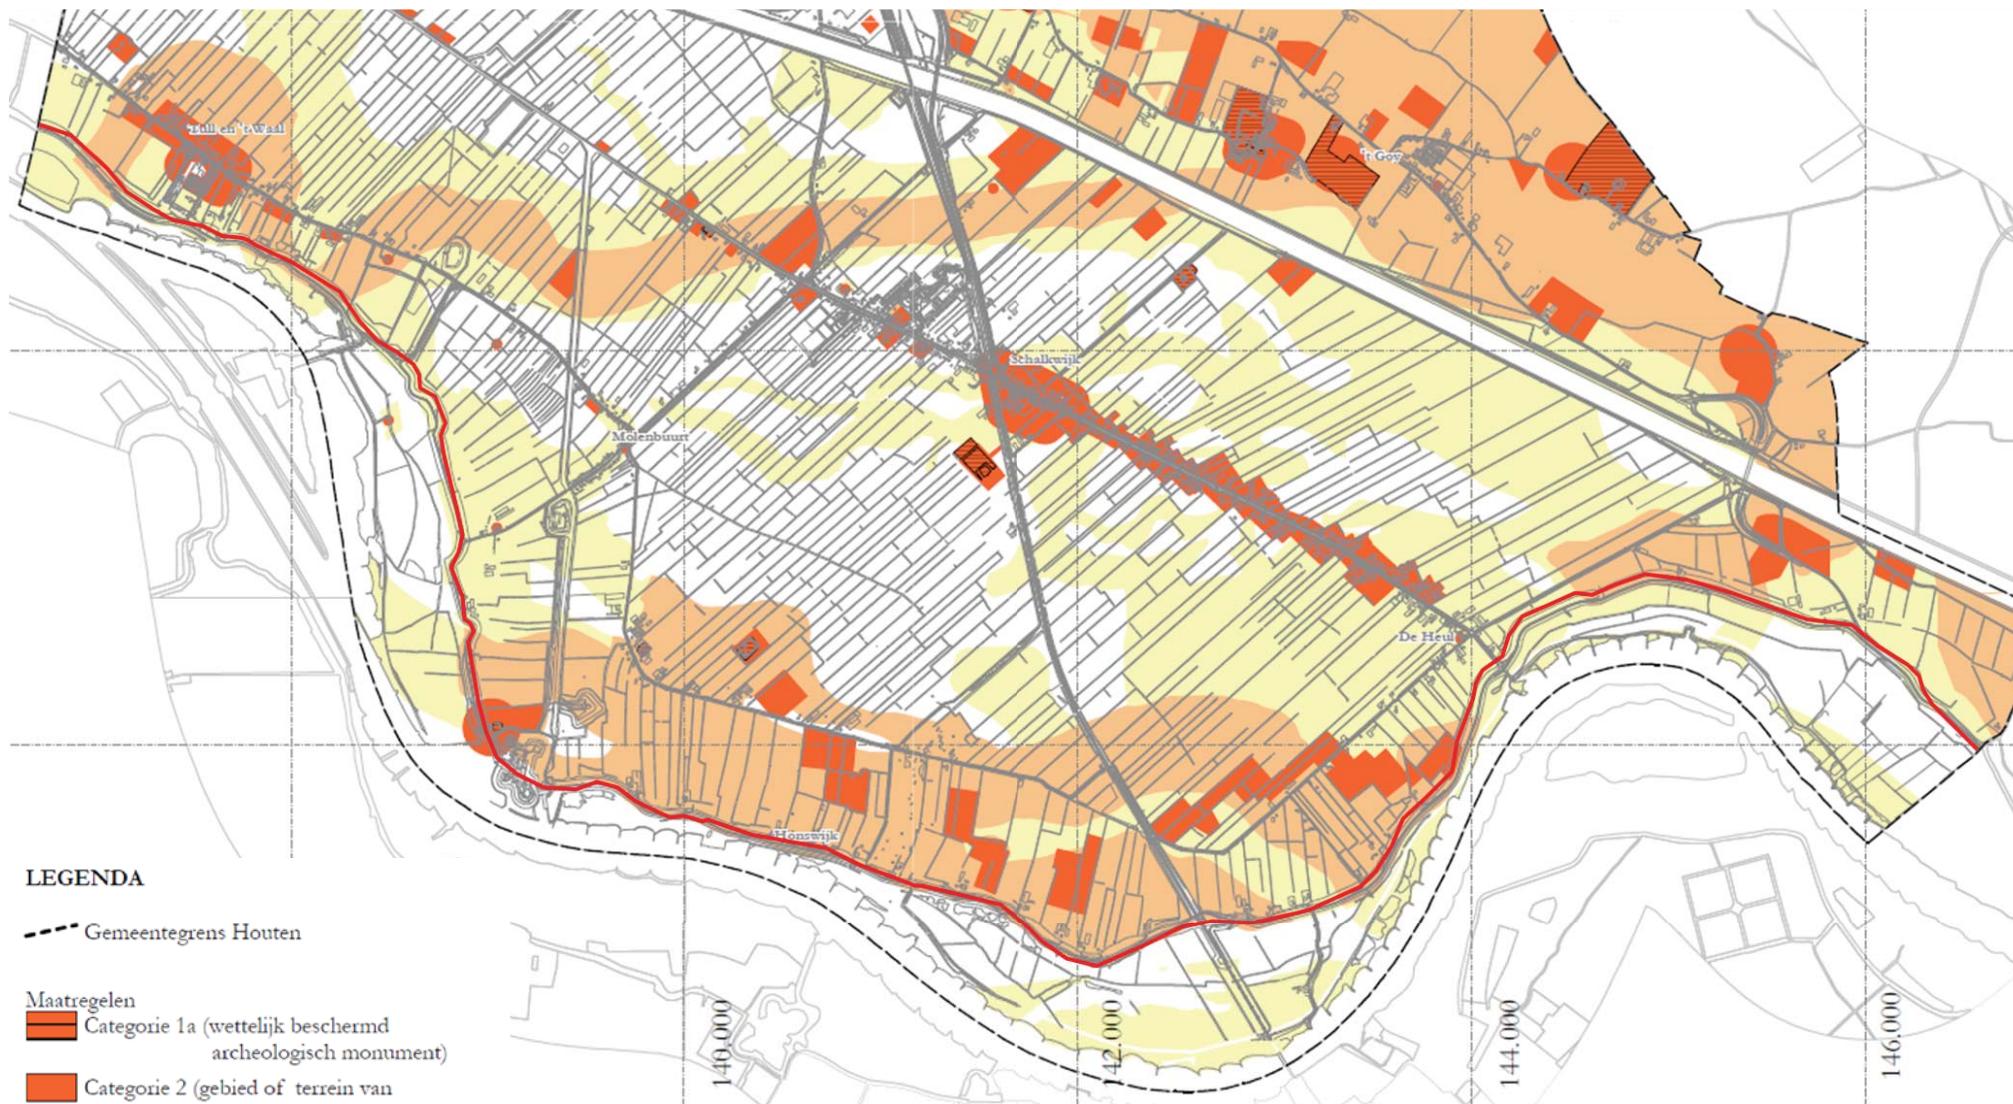 Tull en 't Waal
't Goy
Schalkwijk
Molenbuurt
De Heul
Honswijk
LEGENDA
Gemeentegrens Houten
Maatregelen
Categorie 1a (wettelijk beschermd
archeologisch monument)
Categorie 2 (gebied of terrein van
140.000
142.000
144.000
146.000